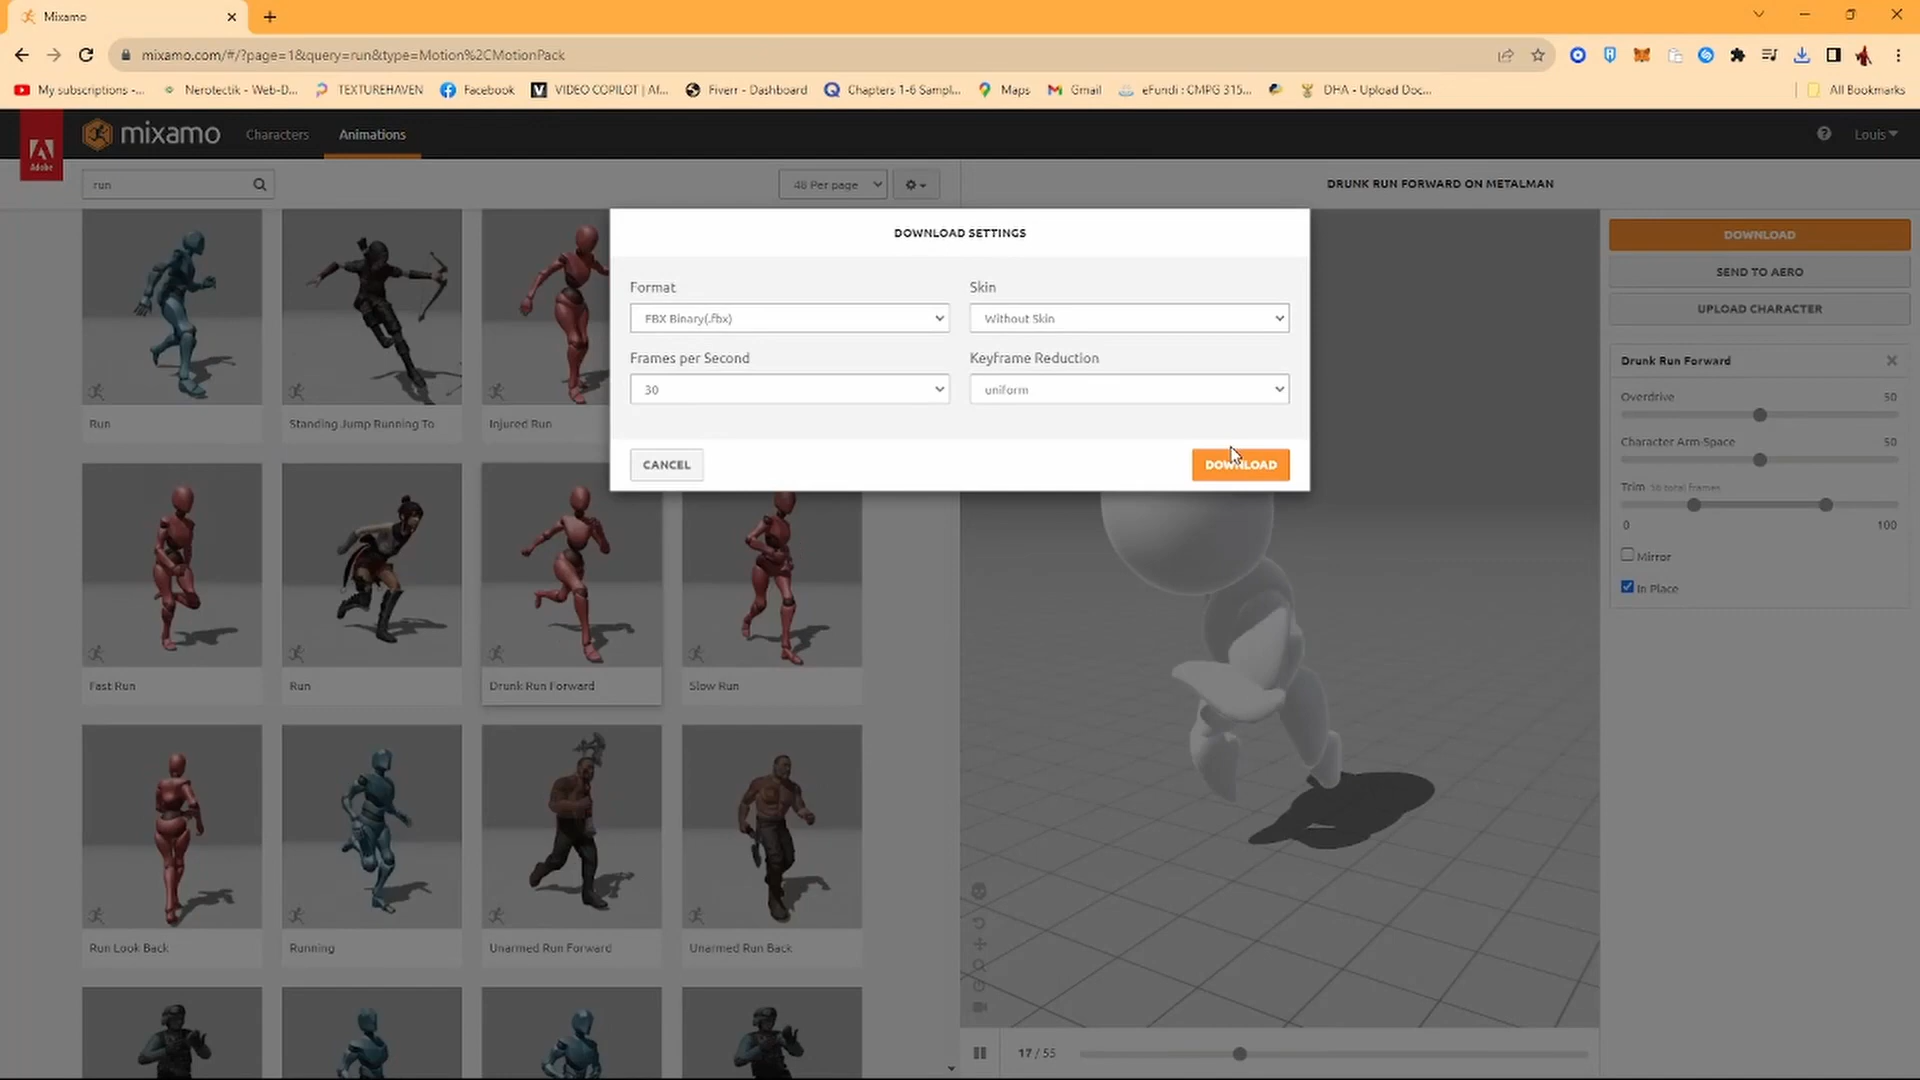 Mixamo
mixamo.com/#/?page=1&query=run&type=Motion%2CMotionPack
My subscriptions -...
Nerotectik - Web-D...
TEXTUREHAVEN
Facebook
VIDEO COPILOT | Af...
Fiverr - Dashboard
Chapters 1-6 Sampl...
Maps
Gmail
eFundi : CMPG 315...
DHA - Upload Doc...
All Bookmarks
Adobe
mixamo
Characters
Animations
Louis
run
48 Per page
DRUNK RUN FORWARD ON METALMAN
DOWNLOAD SETTINGS
Format
Skin
FBX Binary(.fbx)
Without Skin
Frames per Second
Keyframe Reduction
30
uniform
CANCEL
DOWNLOAD
DOWNLOAD
SEND TO AERO
UPLOAD CHARACTER
Drunk Run Forward
Overdrive 50
Character Arm-Space 50
Trim 56 total frames
0 100
Mirror
In Place
Run
Standing Jump Running To
Injured Run
Fast Run
Run
Drunk Run Forward
Slow Run
Run Look Back
Running
Unarmed Run Forward
Unarmed Run Back
17 / 55